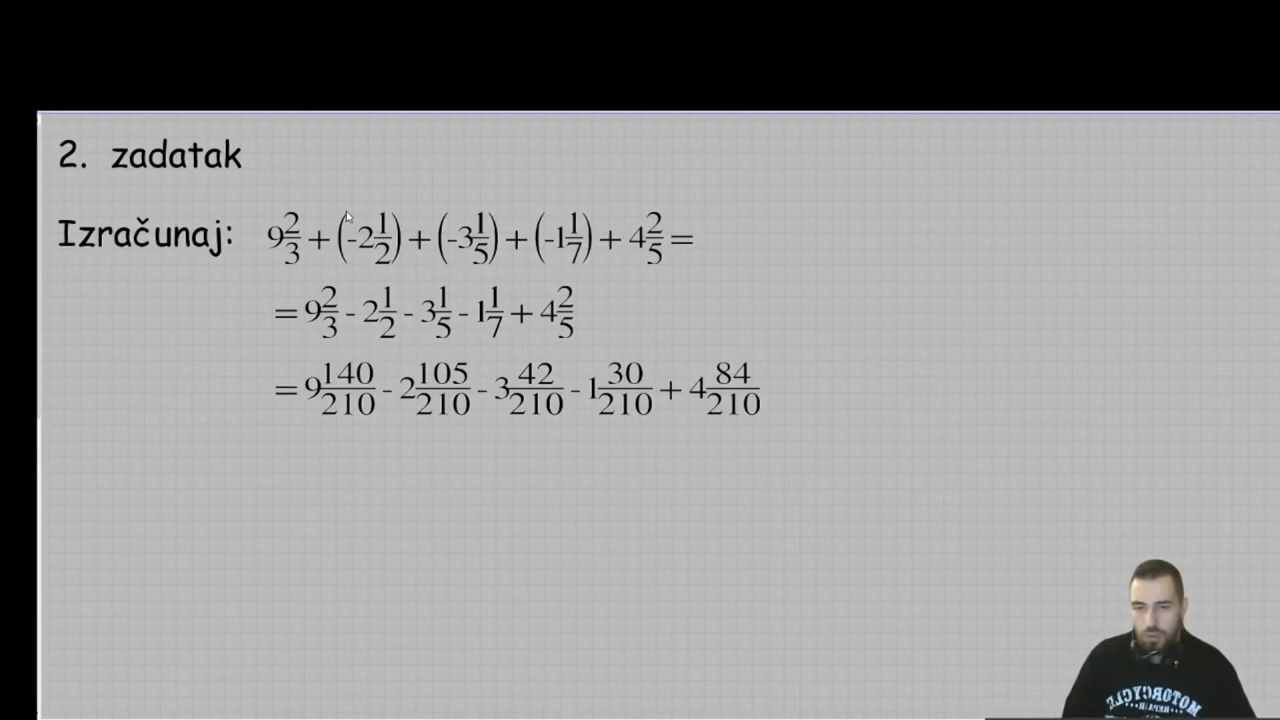 2. zadatak
Izračunaj: 9 2/3 + (-2 1/2) + (-3 1/5) + (-1 1/7) + 4 2/5 =
= 9 2/3 - 2 1/2 - 3 1/5 - 1 1/7 + 4 2/5
= 9 140/210 - 2 105/210 - 3 42/210 - 1 30/210 + 4 84/210
MOTORCYCLE